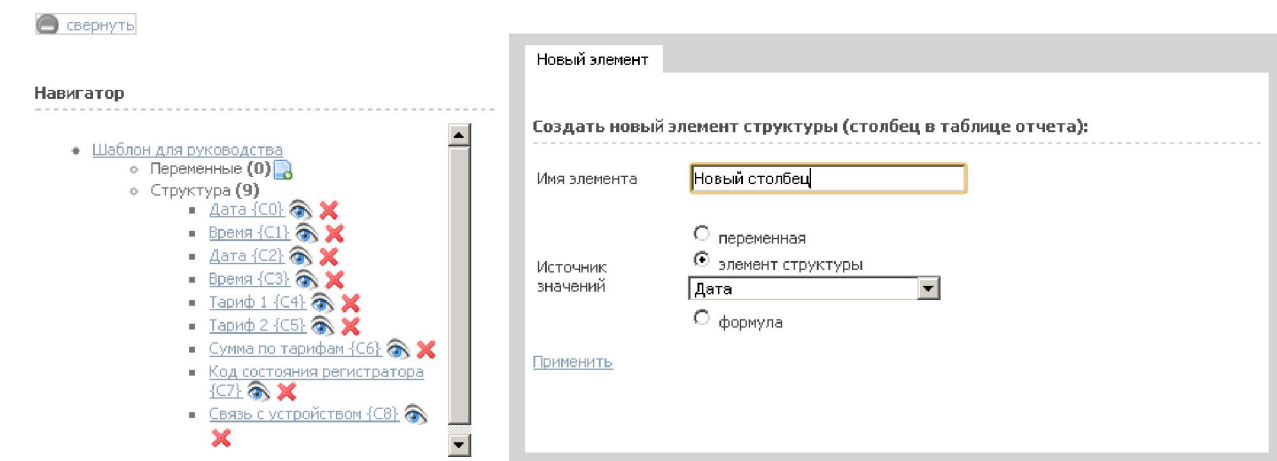 свернуть
Навигатор
Шаблон для руководства
Переменные (0)
Структура (9)
Дата {C0}
Время {C1}
Дата {C2}
Время {C3}
Тариф 1 {C4}
Тариф 2 {C5}
Сумма по тарифам {C6}
Код состояния регистратора
{C7}
Связь с устройством {C8}
Новый элемент
Создать новый элемент структуры (столбец в таблице отчета):
Имя элемента
Новый столбец
переменная
Источник
значений
элемент структуры
Дата
формула
Применить